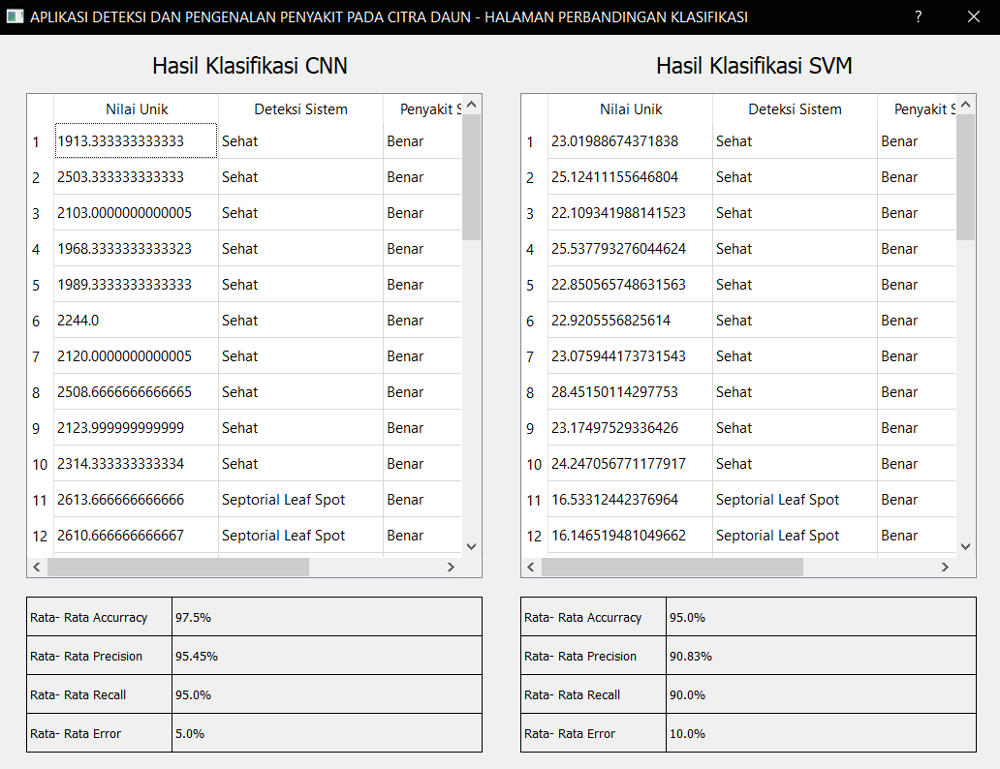 APLIKASI DETEKSI DAN PENGENALAN PENYAKIT PADA CITRA DAUN - HALAMAN PERBANDINGAN KLASIFIKASI
?
Hasil Klasifikasi CNN
Nilai Unik Deteksi Sistem Penyakit S
1 1913.333333333333 Sehat Benar
2 2503.333333333333 Sehat Benar
3 2103.0000000000005 Sehat Benar
4 1968.3333333333323 Sehat Benar
5 1989.3333333333333 Sehat Benar
6 2244.0 Sehat Benar
7 2120.0000000000005 Sehat Benar
8 2508.6666666666665 Sehat Benar
9 2123.999999999999 Sehat Benar
10 2314.333333333334 Sehat Benar
11 2613.666666666666 Septorial Leaf Spot Benar
12 2610.666666666667 Septorial Leaf Spot Benar
Rata- Rata Accurracy 97.5%
Rata- Rata Precision 95.45%
Rata- Rata Recall 95.0%
Rata- Rata Error 5.0%
Hasil Klasifikasi SVM
Nilai Unik Deteksi Sistem Penyakit S
1 23.01988674371838 Sehat Benar
2 25.12411155646804 Sehat Benar
3 22.109341988141523 Sehat Benar
4 25.537793276044624 Sehat Benar
5 22.850565748631563 Sehat Benar
6 22.9205556825614 Sehat Benar
7 23.075944173731543 Sehat Benar
8 28.45150114297753 Sehat Benar
9 23.17497529336426 Sehat Benar
10 24.247056771177917 Sehat Benar
11 16.53312442376964 Septorial Leaf Spot Benar
12 16.146519481049662 Septorial Leaf Spot Benar
Rata- Rata Accurracy 95.0%
Rata- Rata Precision 90.83%
Rata- Rata Recall 90.0%
Rata- Rata Error 10.0%